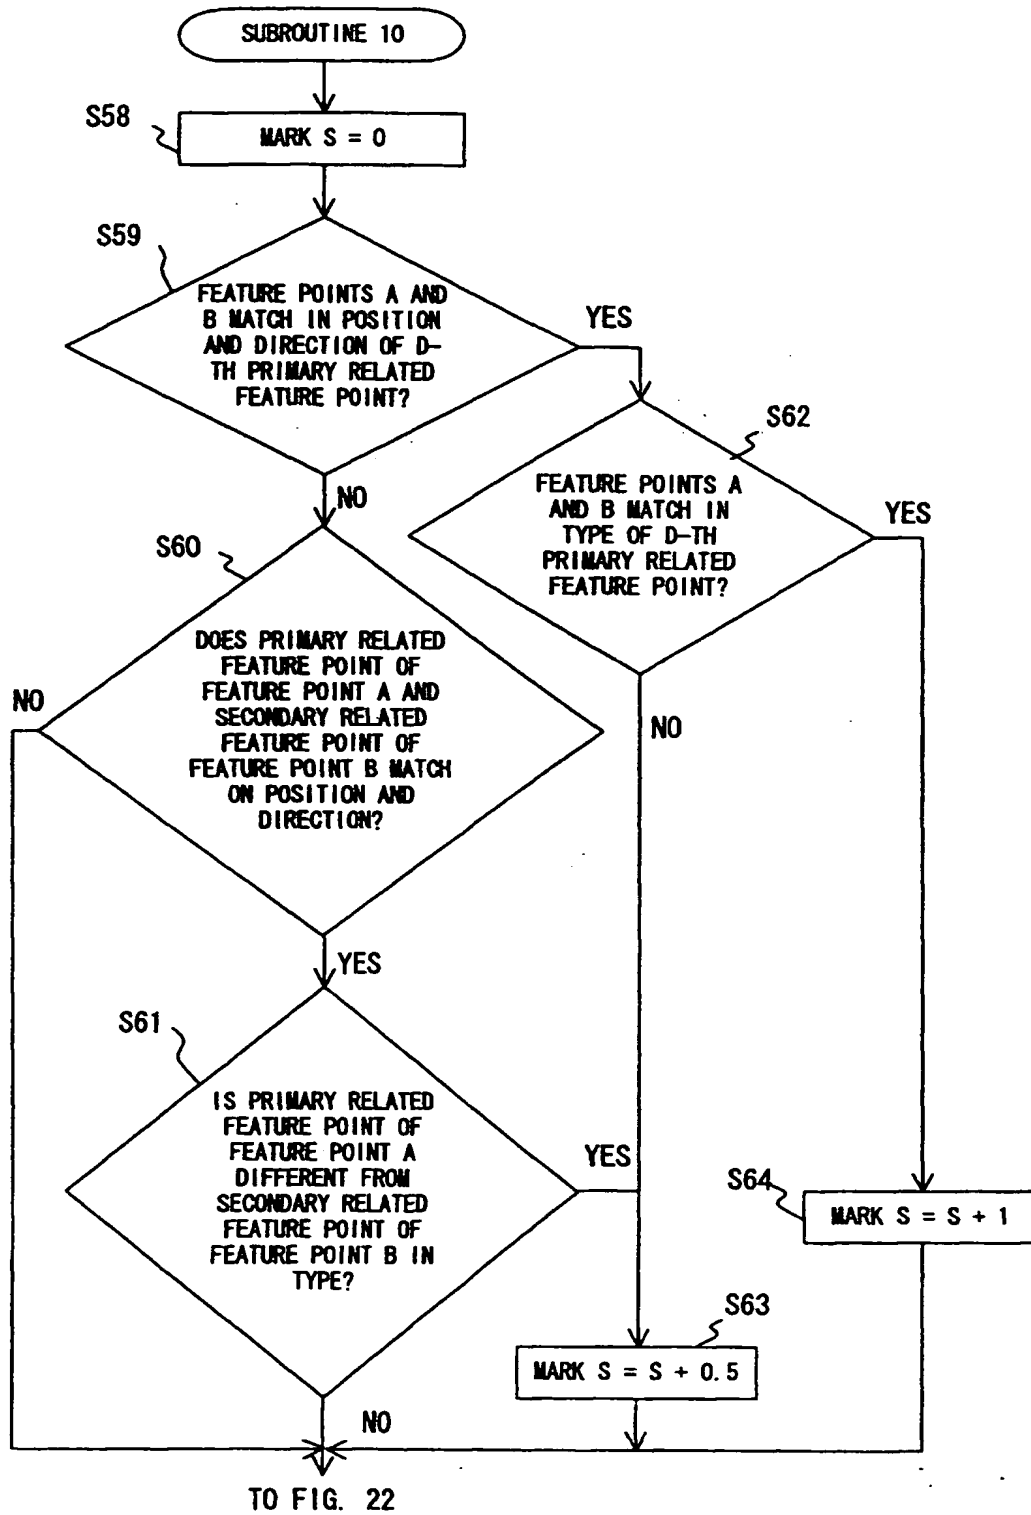 SUBROUTINE 10
S58
MARK S = 0
S59
FEATURE POINTS A AND
B MATCH IN POSITION
AND DIRECTION OF D-
TH PRIMARY RELATED
FEATURE POINT?
YES
NO
S62
FEATURE POINTS A
AND B MATCH IN
TYPE OF D-TH
PRIMARY RELATED
FEATURE POINT?
YES
NO
S60
DOES PRIMARY RELATED
FEATURE POINT OF
FEATURE POINT A AND
SECONDARY RELATED
FEATURE POINT OF
FEATURE POINT B MATCH
ON POSITION AND
DIRECTION?
NO
YES
S61
IS PRIMARY RELATED
FEATURE POINT OF
FEATURE POINT A
DIFFERENT FROM
SECONDARY RELATED
FEATURE POINT OF
FEATURE POINT B IN
TYPE?
YES
NO
S64
MARK S = S + 1
S63
MARK S = S + 0.5
TO FIG. 22